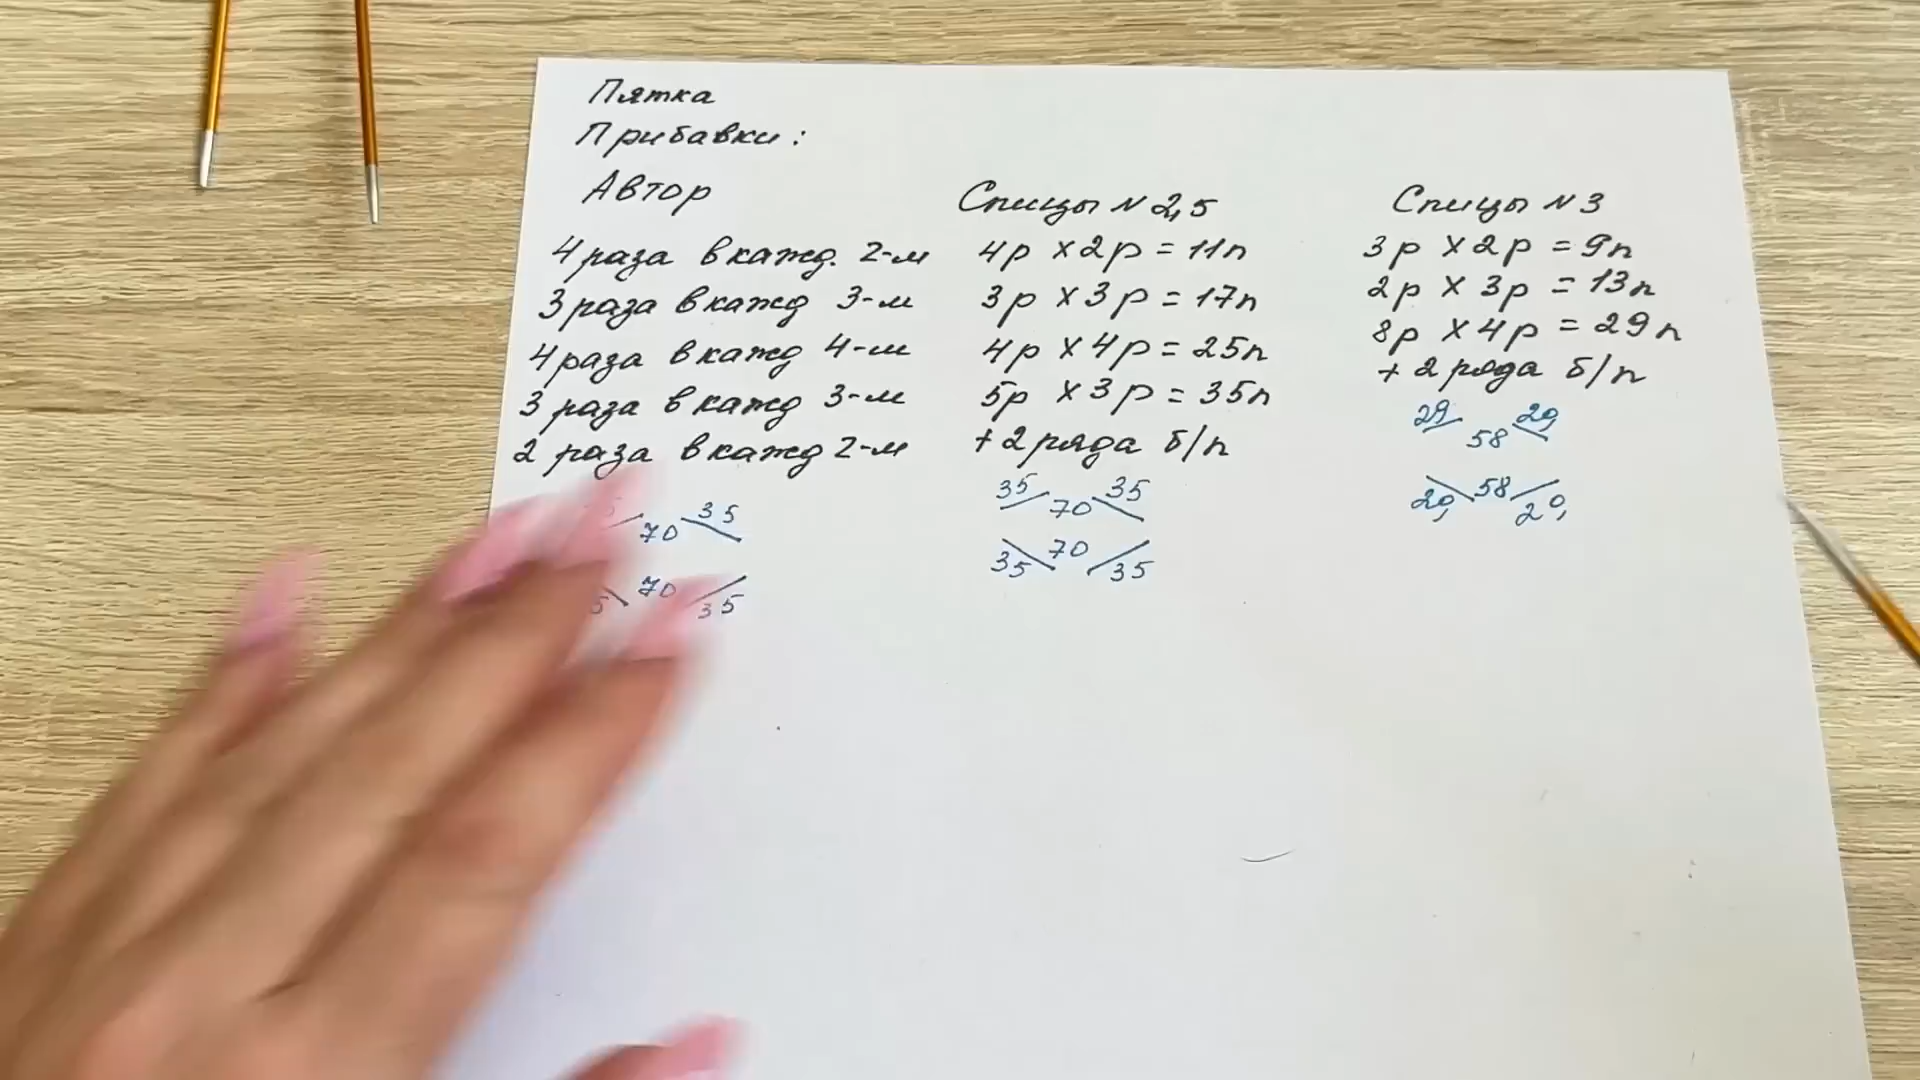 Пятка
Прибавки:
Автор
4 раза в кажд. 2-м
3 раза в кажд 3-м
4 раза в кажд 4-м
3 раза в кажд 3-м
2 раза в кажд 2-м
35
70
70
35
Спицы N 2,5
4р х 2р = 11п
3р х 3р = 17п
4р х 4р = 25п
5р х 3р = 35п
+ 2 ряда б/п
35 70 35
35 70 35
Спицы N 3
3р х 2р = 9п
2р х 3р = 13п
8р х 4р = 29п
+ 2 ряда б/п
29 58 29
29 58 29